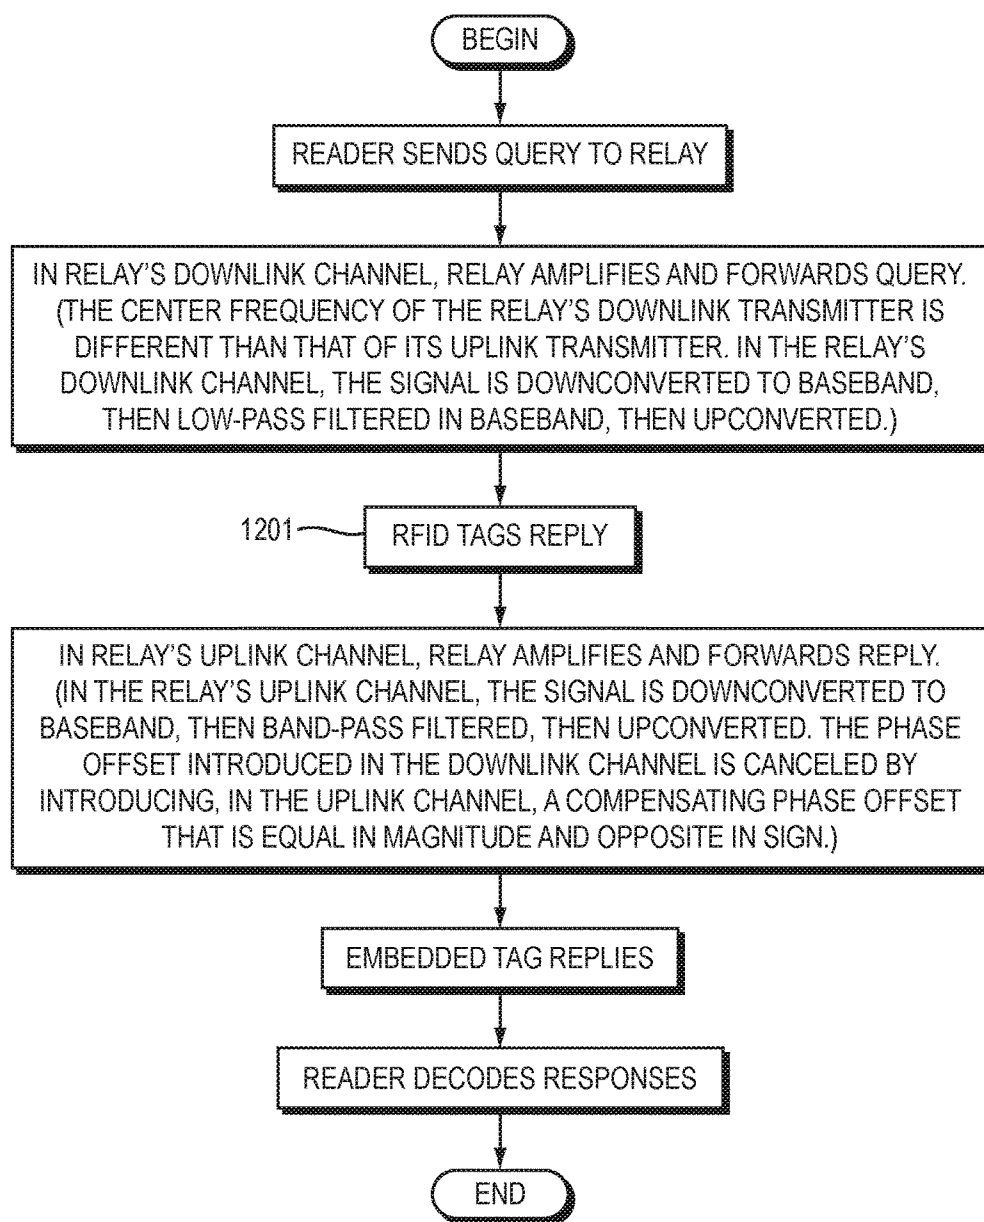 BEGIN
READER SENDS QUERY TO RELAY
IN RELAY'S DOWNLINK CHANNEL, RELAY AMPLIFIES AND FORWARDS QUERY.
(THE CENTER FREQUENCY OF THE RELAY'S DOWNLINK TRANSMITTER IS
DIFFERENT THAN THAT OF ITS UPLINK TRANSMITTER. IN THE RELAY'S
DOWNLINK CHANNEL, THE SIGNAL IS DOWNCONVERTED TO BASEBAND,
THEN LOW-PASS FILTERED IN BASEBAND, THEN UPCONVERTED.)
1201
RFID TAGS REPLY
IN RELAY'S UPLINK CHANNEL, RELAY AMPLIFIES AND FORWARDS REPLY.
(IN THE RELAY'S UPLINK CHANNEL, THE SIGNAL IS DOWNCONVERTED TO
BASEBAND, THEN BAND-PASS FILTERED, THEN UPCONVERTED. THE PHASE
OFFSET INTRODUCED IN THE DOWNLINK CHANNEL IS CANCELED BY
INTRODUCING, IN THE UPLINK CHANNEL, A COMPENSATING PHASE OFFSET
THAT IS EQUAL IN MAGNITUDE AND OPPOSITE IN SIGN.)
EMBEDDED TAG REPLIES
READER DECODES RESPONSES
END